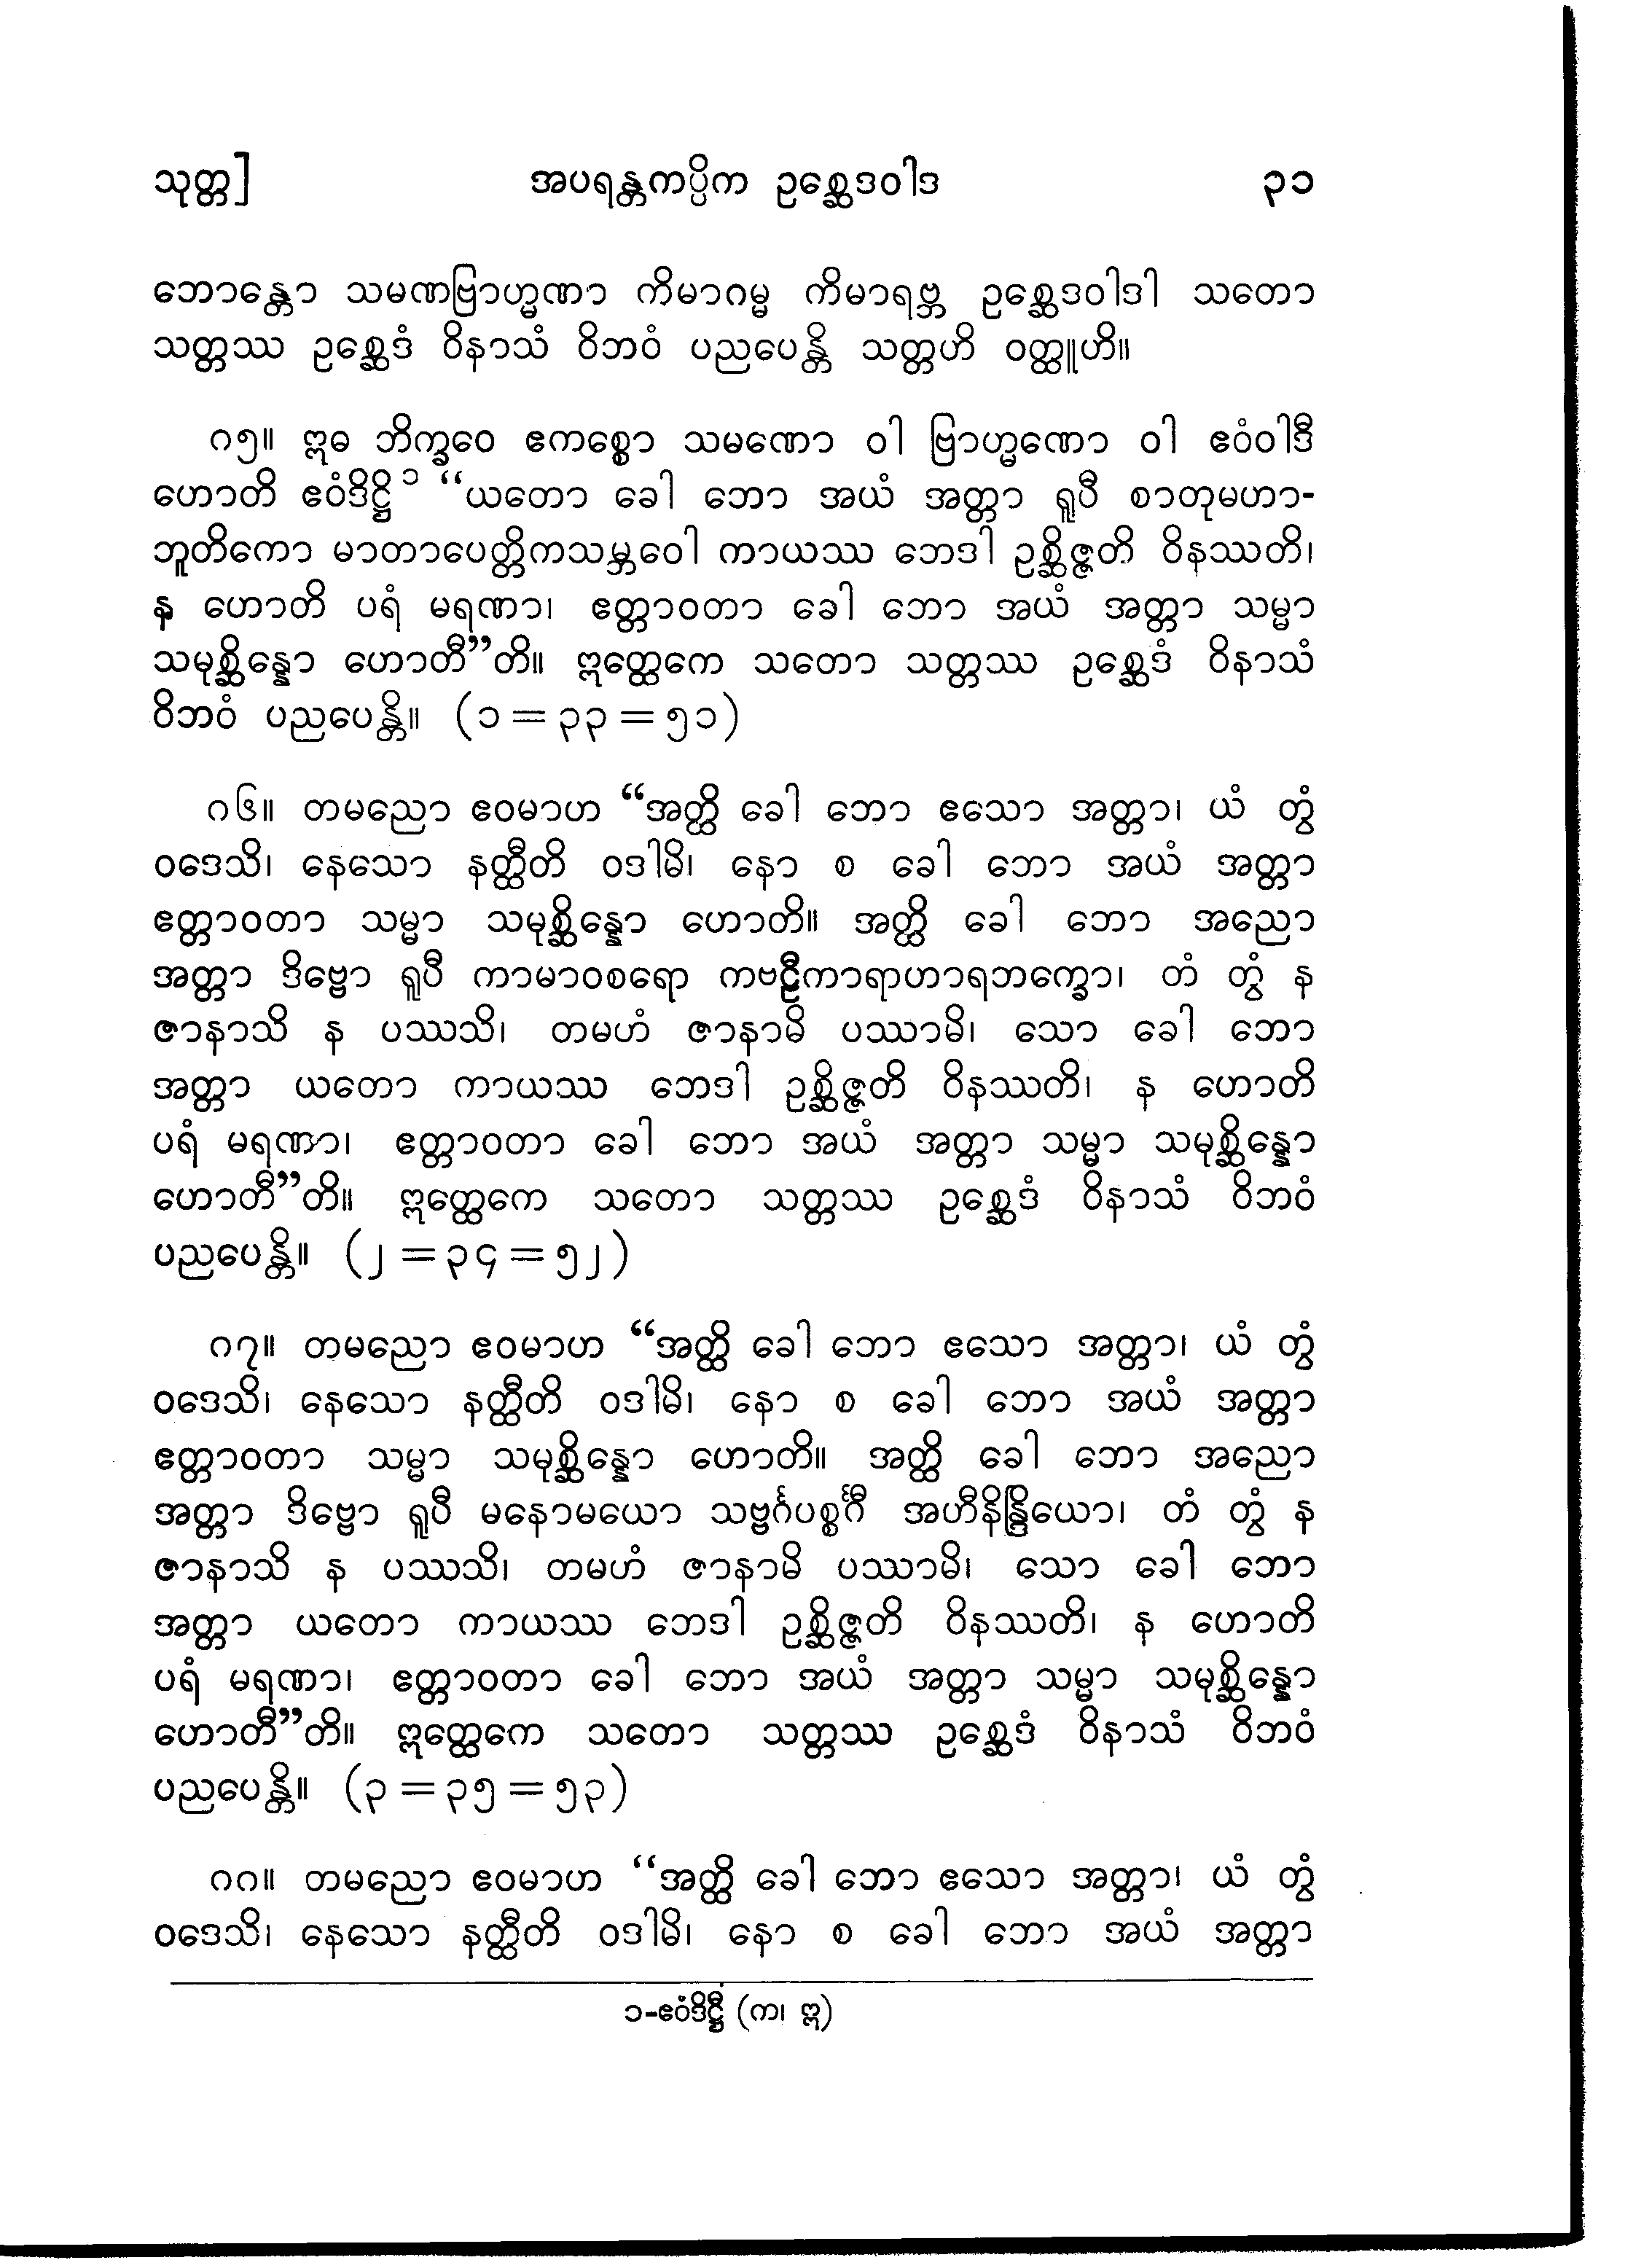 သုတ္တ] အပရန္တကပ္ပိက ဥစ္ဆေဒဝါဒ ၃၁
ဘောန္တော သမဏဗြာဟ္မဏာ ကိမာဂမ္မ ကိမာရဗ္ဘ ဥစ္ဆေဒဝါဒါ သတော
သတ္တဿ ဥစ္ဆေဒံ ဝိနာသံ ဝိဘဝံ ပညပေန္တိ သတ္တဟိ ဝတ္ထူဟိ။
၈၅။ ဣဓ ဘိက္ခဝေ ဧကစ္စော သမဏော ဝါ ဗြာဟ္မဏော ဝါ ဧဝံဝါဒီ
ဟောတိ ဧဝံဒိဋ္ဌိ ၁ “ယတော ခေါ ဘော အယံ အတ္တာ ရူပီ စာတုမဟာ-
ဘူတိကော မာတာပေတ္တိကသမ္ဘဝေါ ကာယဿ ဘေဒါ ဥစ္ဆိဇ္ဇတိ ဝိနဿတိ၊
န ဟောတိ ပရံ မရဏာ၊ ဧတ္တာဝတာ ခေါ ဘော အယံ အတ္တာ သမ္မာ
သမုစ္ဆိန္နော ဟောတီ”တိ။ ဣတ္ထေကေ သတော သတ္တဿ ဥစ္ဆေဒံ ဝိနာသံ
ဝိဘဝံ ပညပေန္တိ။ (၁ = ၃၃ = ၅၁)
၈၆။ တမညော ဧဝမာဟ “အတ္ထိ ခေါ ဘော ဧသော အတ္တာ၊ ယံ တွံ
ဝဒေသိ၊ နေသော နတ္ထီတိ ဝဒါမိ၊ နော စ ခေါ ဘော အယံ အတ္တာ
ဧတ္တာဝတာ သမ္မာ သမုစ္ဆိန္နော ဟောတိ။ အတ္ထိ ခေါ ဘော အညော
အတ္တာ ဒိဗ္ဗော ရူပီ ကာမာဝစရော ကဗဠီကာရာဟာရဘက္ခော၊ တံ တွံ န
ဇာနာသိ န ပဿသိ၊ တမဟံ ဇာနာမိ ပဿာမိ၊ သော ခေါ ဘော
အတ္တာ ယတော ကာယဿ ဘေဒါ ဥစ္ဆိဇ္ဇတိ ဝိနဿတိ၊ န ဟောတိ
ပရံ မရဏာ၊ ဧတ္တာဝတာ ခေါ ဘော အယံ အတ္တာ သမ္မာ သမုစ္ဆိန္နော
ဟောတီ”တိ။ ဣတ္ထေကေ သတော သတ္တဿ ဥစ္ဆေဒံ ဝိနာသံ ဝိဘဝံ
ပညပေန္တိ။ (၂ = ၃၄ = ၅၂)
၈၇။ တမညော ဧဝမာဟ “အတ္ထိ ခေါ ဘော ဧသော အတ္တာ၊ ယံ တွံ
ဝဒေသိ၊ နေသော နတ္ထီတိ ဝဒါမိ၊ နော စ ခေါ ဘော အယံ အတ္တာ
ဧတ္တာဝတာ သမ္မာ သမုစ္ဆိန္နော ဟောတိ။ အတ္ထိ ခေါ ဘော အညော
အတ္တာ ဒိဗ္ဗော ရူပီ မနောမယော သဗ္ဗင်္ဂပစ္စင်္ဂီ အဟီနိန္ဒြိယော၊ တံ တွံ န
ဇာနာသိ န ပဿသိ၊ တမဟံ ဇာနာမိ ပဿာမိ၊ သော ခေါ ဘော
အတ္တာ ယတော ကာယဿ ဘေဒါ ဥစ္ဆိဇ္ဇတိ ဝိနဿတိ၊ န ဟောတိ
ပရံ မရဏာ၊ ဧတ္တာဝတာ ခေါ ဘော အယံ အတ္တာ သမ္မာ သမုစ္ဆိန္နော
ဟောတီ”တိ။ ဣတ္ထေကေ သတော သတ္တဿ ဥစ္ဆေဒံ ဝိနာသံ ဝိဘဝံ
ပညပေန္တိ။ (၃ = ၃၅ = ၅၃)
၈၈။ တမညော ဧဝမာဟ “အတ္ထိ ခေါ ဘော ဧသော အတ္တာ၊ ယံ တွံ
ဝဒေသိ၊ နေသော နတ္ထီတိ ဝဒါမိ၊ နော စ ခေါ ဘော အယံ အတ္တာ
၁-ဧဝံဒိဋ္ဌီ (က၊ ဣ)